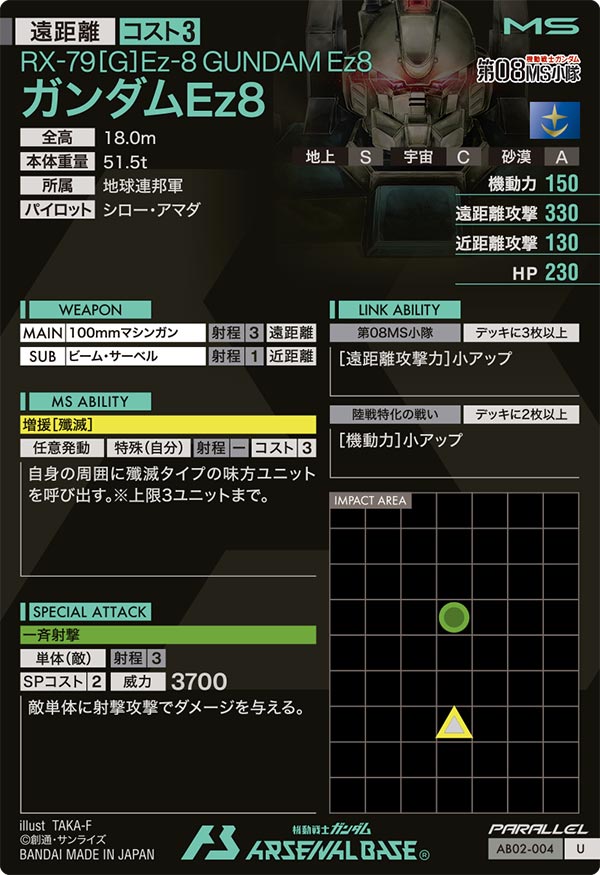 遠距離 コスト3
MS
RX-79[G]Ez-8 GUNDAM Ez8
ガンダムEz8
機動戦士ガンダム
第08MS小隊
全高 18.0m
本体重量 51.5t
所属 地球連邦軍
パイロット シロー・アマダ
地上 S 宇宙 C 砂漠 A
機動力 150
遠距離攻撃 330
近距離攻撃 130
HP 230
WEAPON
MAIN 100mmマシンガン 射程 3 遠距離
SUB ビーム・サーベル 射程 1 近距離
MS ABILITY
増援[殲滅]
任意発動 特殊(自分) 射程 ー コスト 3
自身の周囲に殲滅タイプの味方ユニット
を呼び出す。※上限3ユニットまで。
SPECIAL ATTACK
一斉射撃
単体(敵) 射程 3
SPコスト 2 威力 3700
敵単体に射撃攻撃でダメージを与える。
LINK ABILITY
第08MS小隊 デッキに3枚以上
[遠距離攻撃力]小アップ
陸戦特化の戦い デッキに2枚以上
[機動力]小アップ
IMPACT AREA
illust TAKA-F
©創通・サンライズ
BANDAI MADE IN JAPAN
機動戦士ガンダム
ARSENAL BASE®
PARALLEL
AB02-004 U